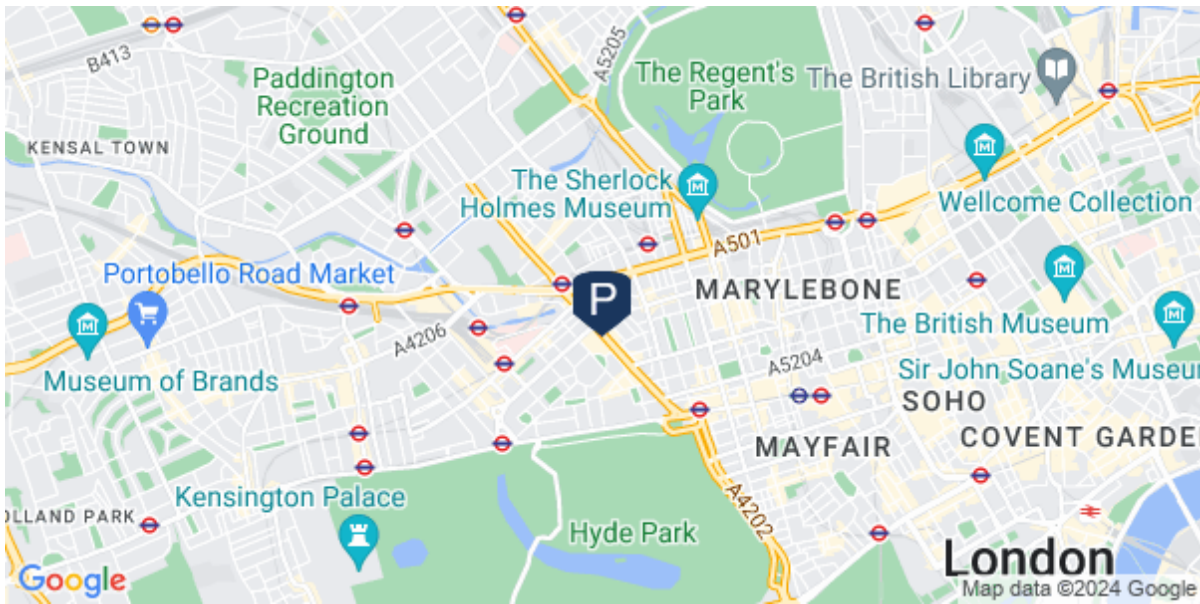 B413
A5205
Paddington
Recreation
Ground
The Regent's
Park
The British Library
KENSAL TOWN
The Sherlock
Holmes Museum
Wellcome Collection
A501
Portobello Road Market
MARYLEBONE
P
A4206
The British Museum
A5204
Museum of Brands
Sir John Soane's Museu
SOHO
MAYFAIR
COVENT GARDE
A4202
Kensington Palace
OLLAND PARK
Hyde Park
London
Google
Map data ©2024 Google